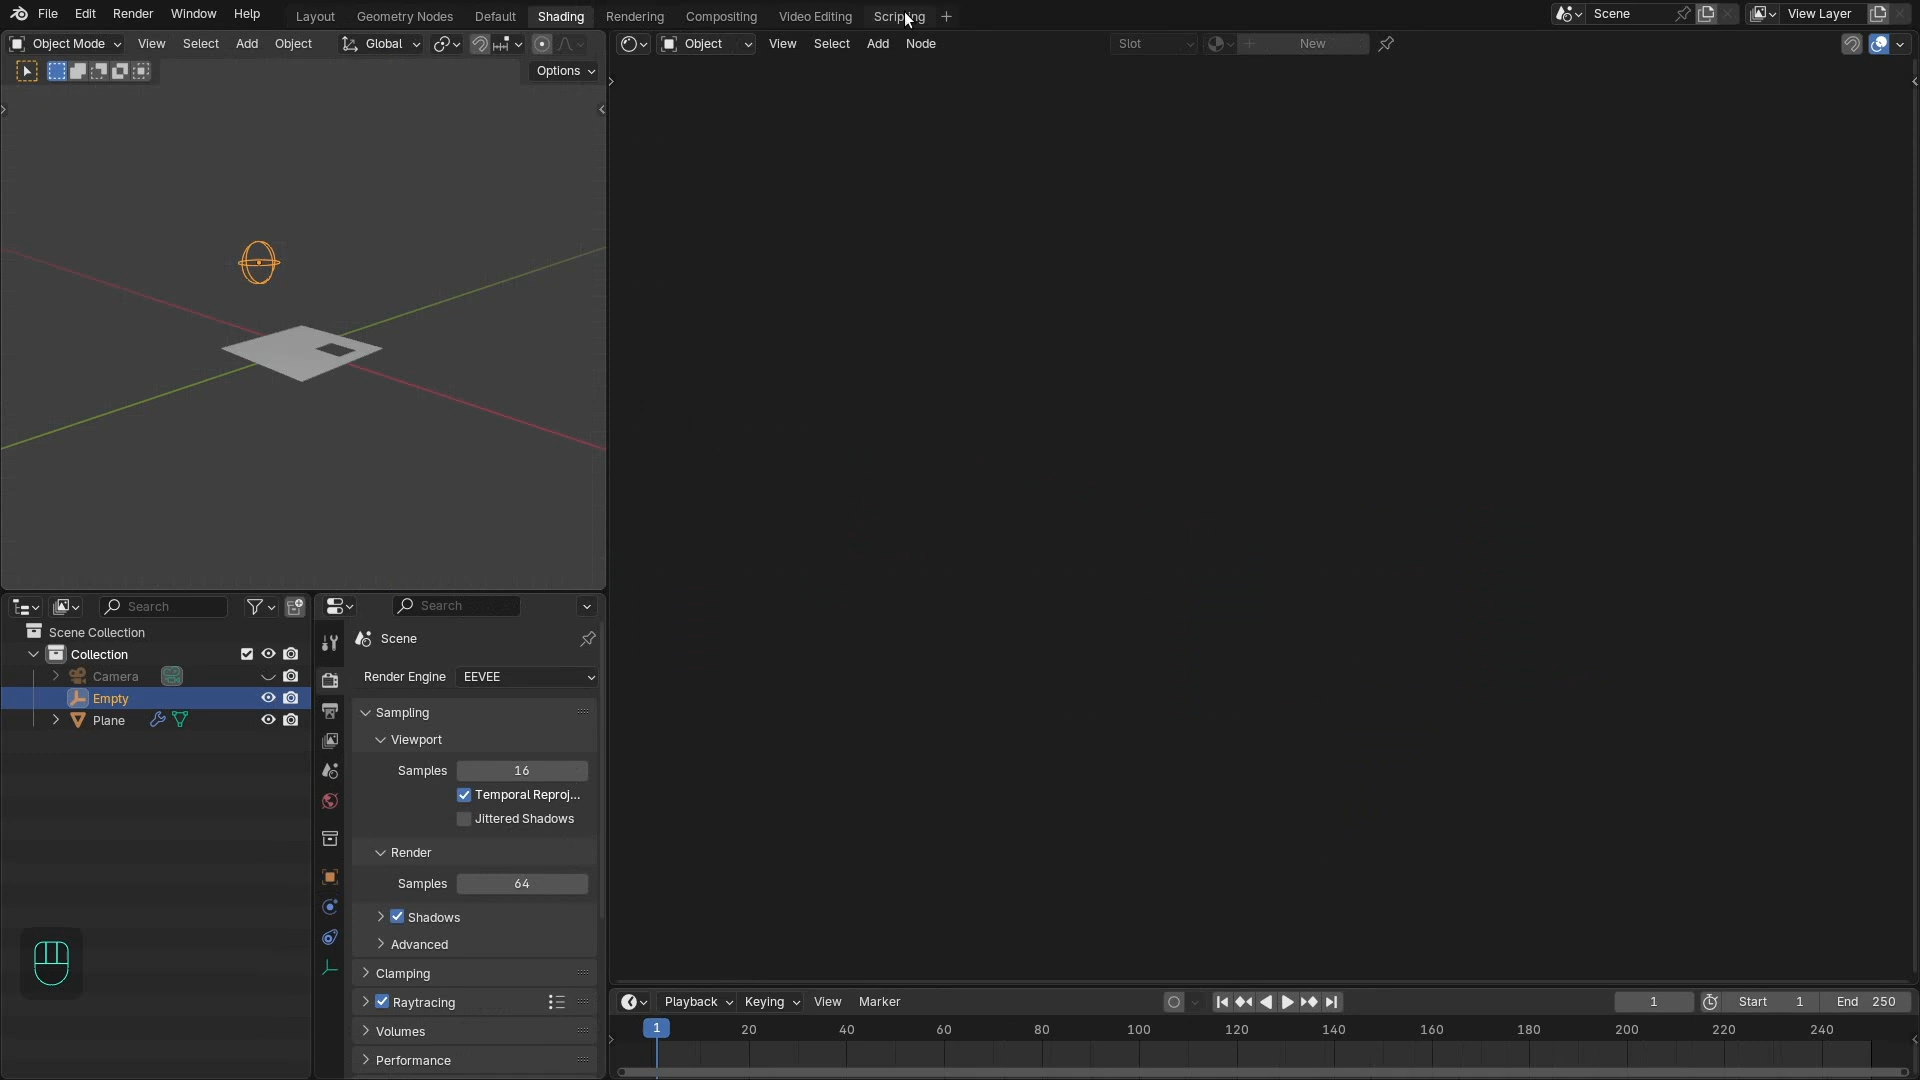 File Edit Render Window Help Layout Geometry Nodes Default Shading Rendering Compositing Video Editing Scripting Scene View Layer
Object Mode View Select Add Object Global
Object View Select Add Node Slot New
Options
Search
Scene Collection
Collection
Camera
Empty
Plane
Search
Scene
Render Engine EEVEE
Sampling
Viewport
Samples 16
Temporal Reproj...
Jittered Shadows
Render
Samples 64
Shadows
Advanced
Clamping
Raytracing
Volumes
Performance
Playback Keying View Marker 1 Start 1 End 250
1 20 40 60 80 100 120 140 160 180 200 220 240